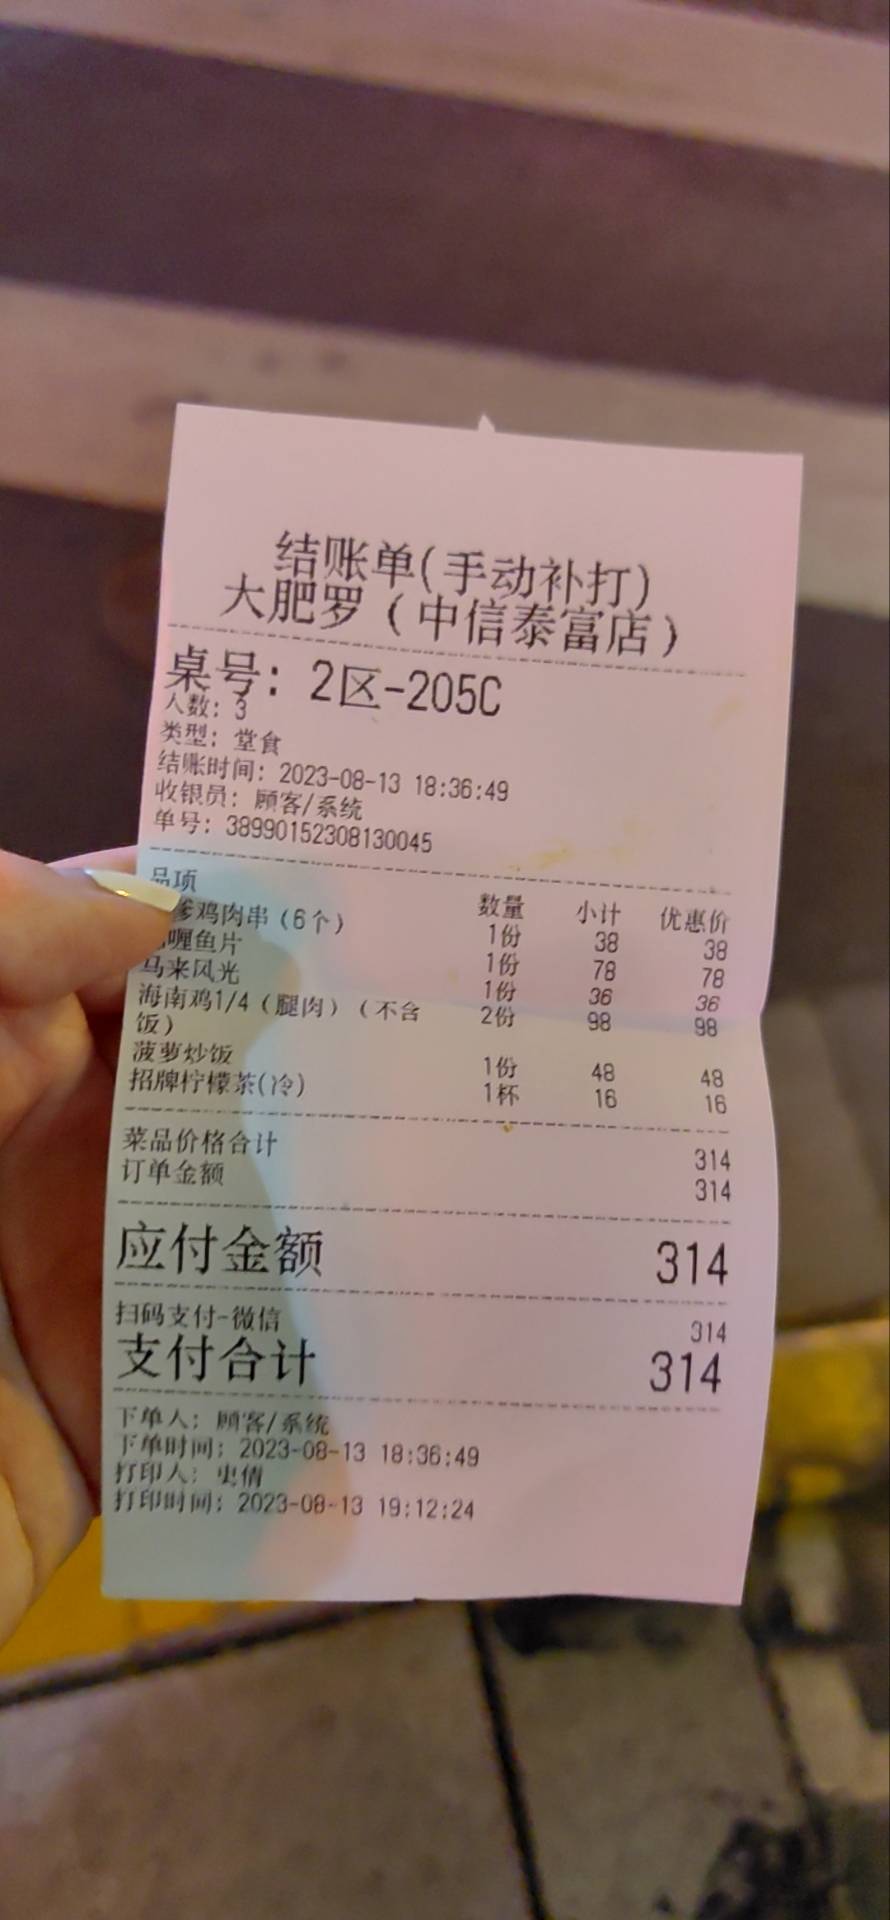 结账单(手动补打)
大肥罗（中信泰富店）
桌号: 2区-205C
人数: 3
类型: 堂食
结账时间: 2023-08-13 18:36:49
收银员: 顾客/系统
单号: 38990152308130045
品项 数量 小计 优惠价
爹鸡肉串（6个） 1份 38 38
喱鱼片 1份 78 78
马来风光 1份 36 36
海南鸡1/4（腿肉）（不含 2份 98 98
饭）
菠萝炒饭 1份 48 48
招牌柠檬茶(冷) 1杯 16 16
菜品价格合计 314
订单金额 314
应付金额 314
扫码支付-微信 314
支付合计 314
下单人: 顾客/系统
下单时间: 2023-08-13 18:36:49
打印人: 史倩
打印时间: 2023-08-13 19:12:24